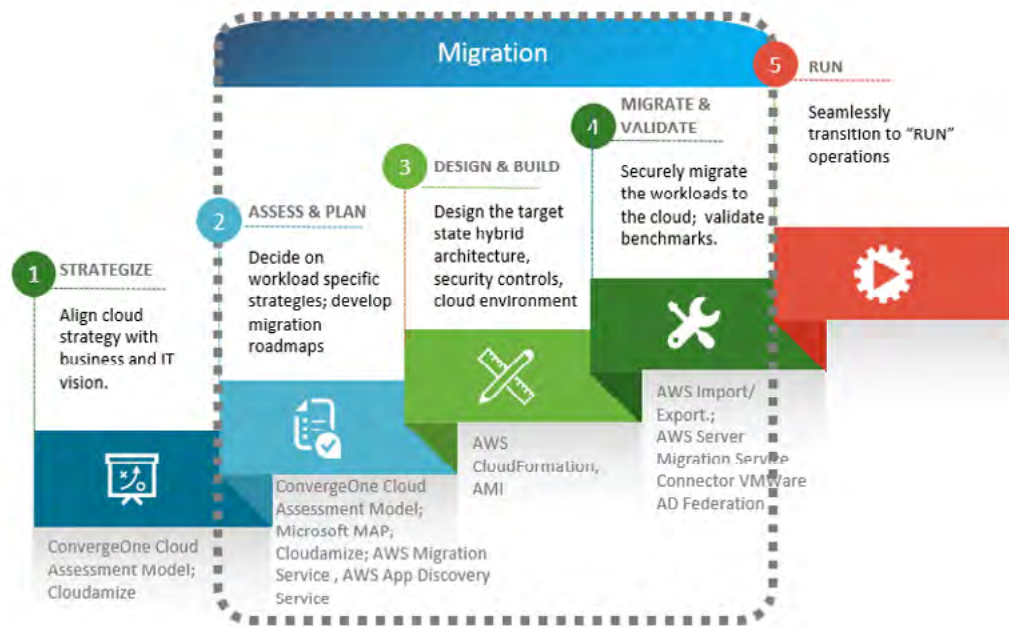 Migration
1
STRATEGIZE
Align cloud
strategy with
business and IT
vision.
ConvergeOne Cloud
Assessment Model;
Cloudamize
2
ASSESS & PLAN
Decide on
workload specific
strategies; develop
migration
roadmaps
ConvergeOne Cloud
Assessment Model;
Microsoft MAP;
Cloudamize; AWS Migration
Service , AWS App Discovery
Service
3
DESIGN & BUILD
Design the target
state hybrid
architecture,
security controls,
cloud environment
AWS
CloudFormation,
AMI
4
MIGRATE &
VALIDATE
Securely migrate
the workloads to
the cloud; validate
benchmarks.
AWS Import/
Export.;
AWS Server
Migration Service
Connector VMWare
AD Federation
5
RUN
Seamlessly
transition to “RUN”
operations